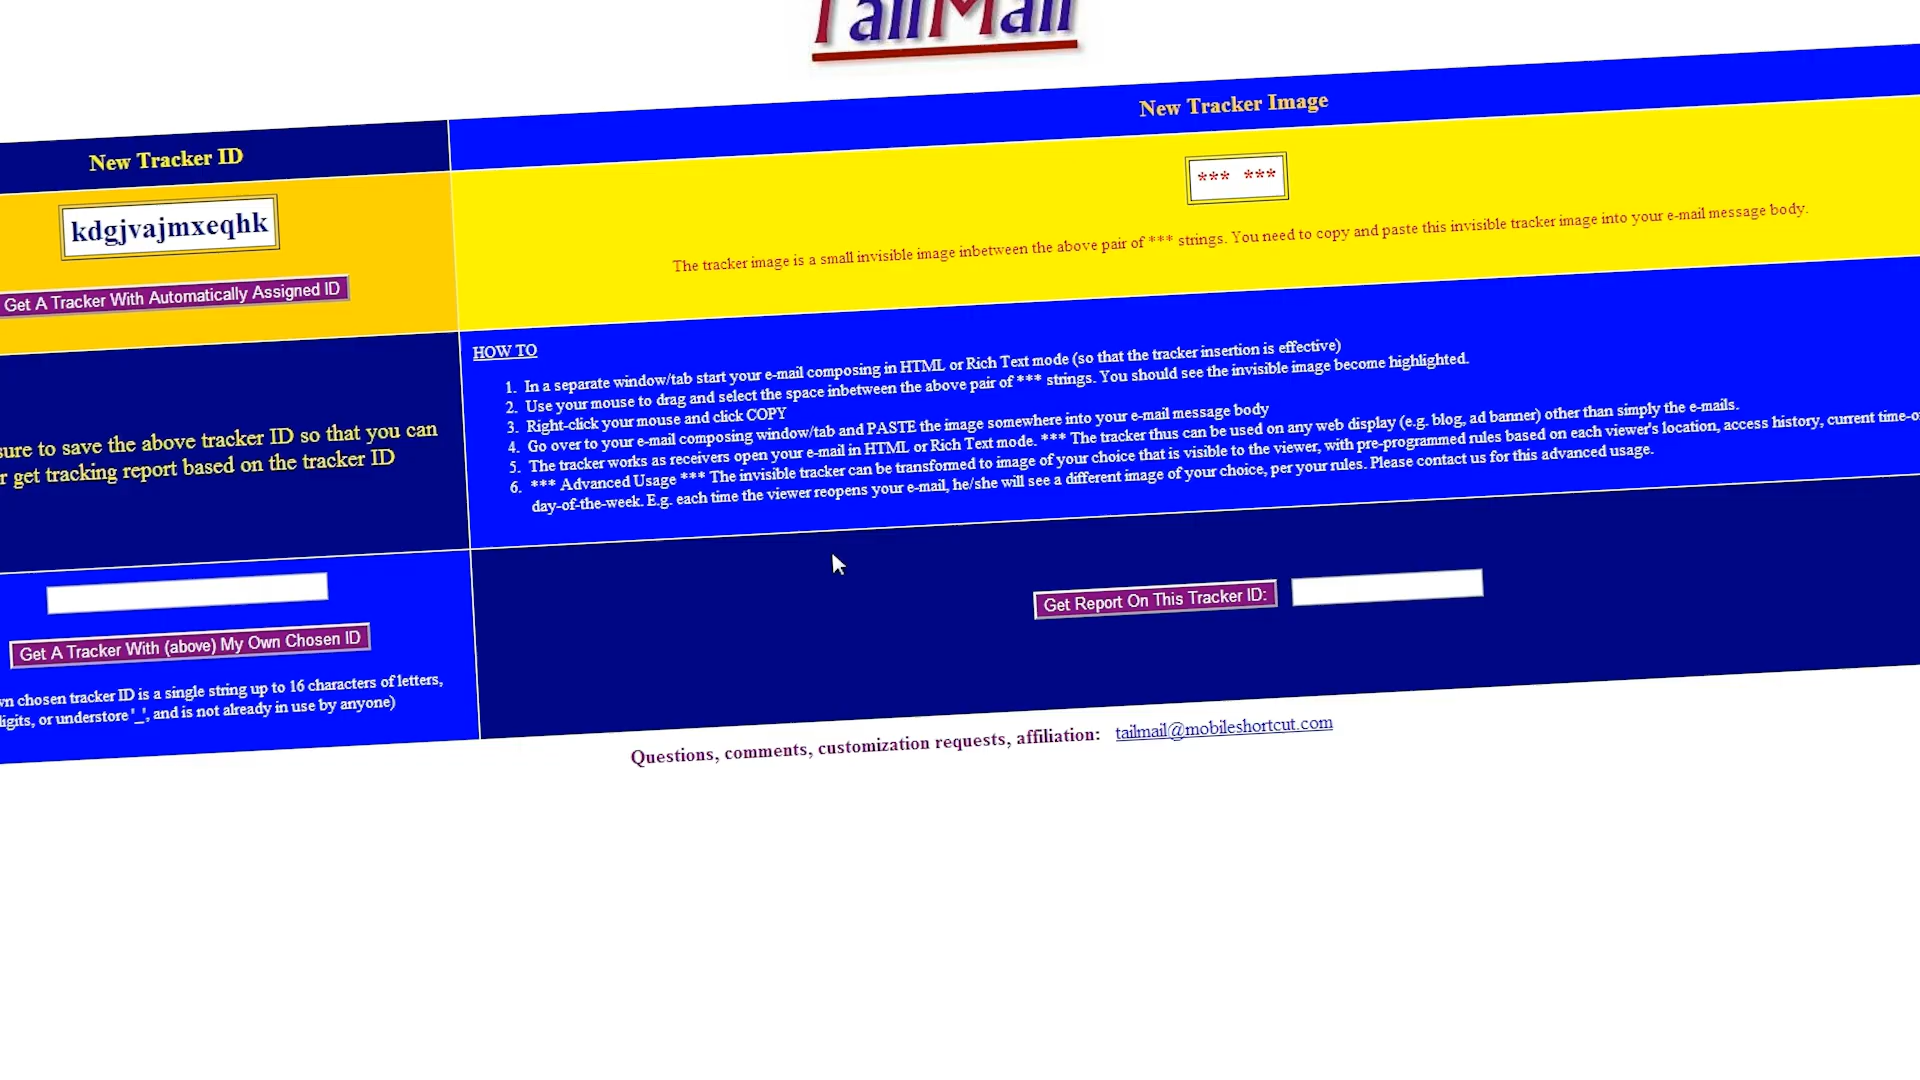 TailMail
New Tracker ID
New Tracker Image
kdgjvajmxeqhk
*** ***
Get A Tracker With Automatically Assigned ID
The tracker image is a small invisible image inbetween the above pair of *** strings. You need to copy and paste this invisible tracker image into your e-mail message body.
HOW TO
1. In a separate window/tab start your e-mail composing in HTML or Rich Text mode (so that the tracker insertion is effective)
2. Use your mouse to drag and select the space inbetween the above pair of *** strings. You should see the invisible image become highlighted.
3. Right-click your mouse and click COPY
4. Go over to your e-mail composing window/tab and PASTE the image somewhere into your e-mail message body
5. The tracker works as receivers open your e-mail in HTML or Rich Text mode. *** The tracker thus can be used on any web display (e.g. blog, ad banner) other than simply the e-mails.
6. *** Advanced Usage *** The invisible tracker can be transformed to image of your choice that is visible to the viewer, with pre-programmed rules based on each viewer's location, access history, current
day-of-the-week. E.g. each time the viewer reopens your e-mail, he/she will see a different image of your choice, per your rules. Please contact us for this advanced usage.
sure to save the above tracker ID so that you can
r get tracking report based on the tracker ID
Get A Tracker With (above) My Own Chosen ID
wn chosen tracker ID is a single string up to 16 characters of letters,
digits, or understore '_', and is not already in use by anyone)
Get Report On This Tracker ID:
Questions, comments, customization requests, affiliation: tailmail@mobileshortcut.com